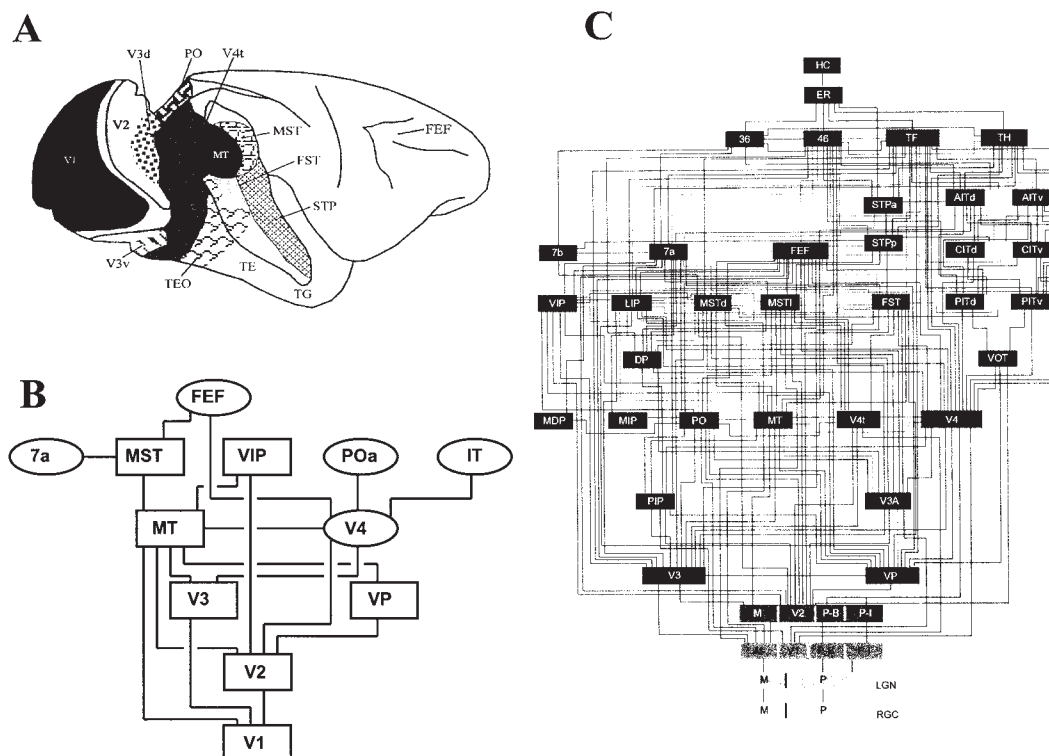 A
V3d PO V4t
V2
V1
MT
MST
FEF
FST
STP
V3v
TEO
TE
TG
B
FEF
7a MST VIP POa IT
MT V4
V3 VP
V2
V1
C
HC
ER
36 46 TF TH
STPa AITd AITv
7b 7a FEF STPp CITd CITv
VIP LIP MSTd MSTl FST PITd PITv
DP VOT
MDP MIP PO MT V4t V4
PIP V3A
V3 VP
M V2 P-B P-I
M P LGN
M P RGC